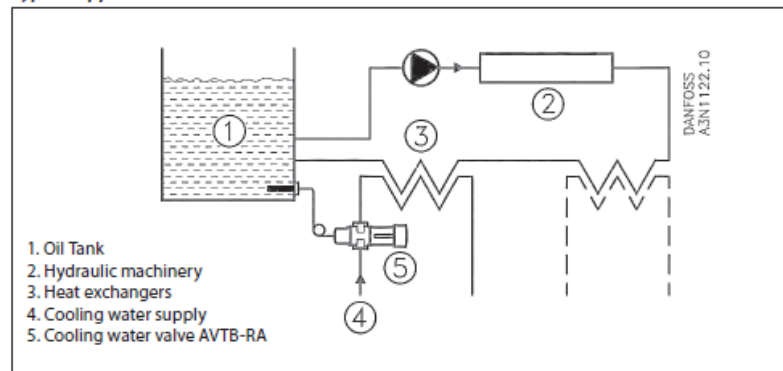 1
2
3
4
5
DANFOSS
A3N1122.10
1. Oil Tank
2. Hydraulic machinery
3. Heat exchangers
4. Cooling water supply
5. Cooling water valve AVTB-RA